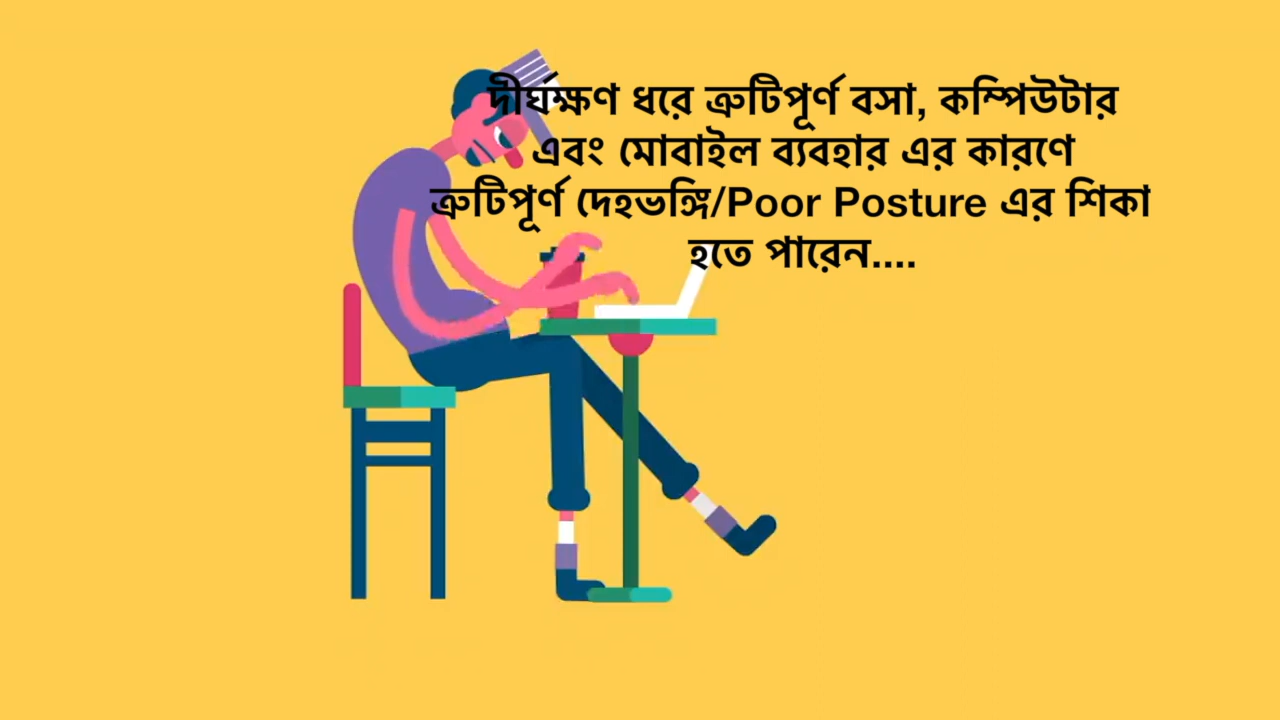 দীর্ঘক্ষণ ধরে ত্রুটিপূর্ণ বসা, কম্পিউটার
এবং মোবাইল ব্যবহার এর কারণে
ত্রুটিপূর্ণ দেহভঙ্গি/Poor Posture এর শিকা
হতে পারেন....